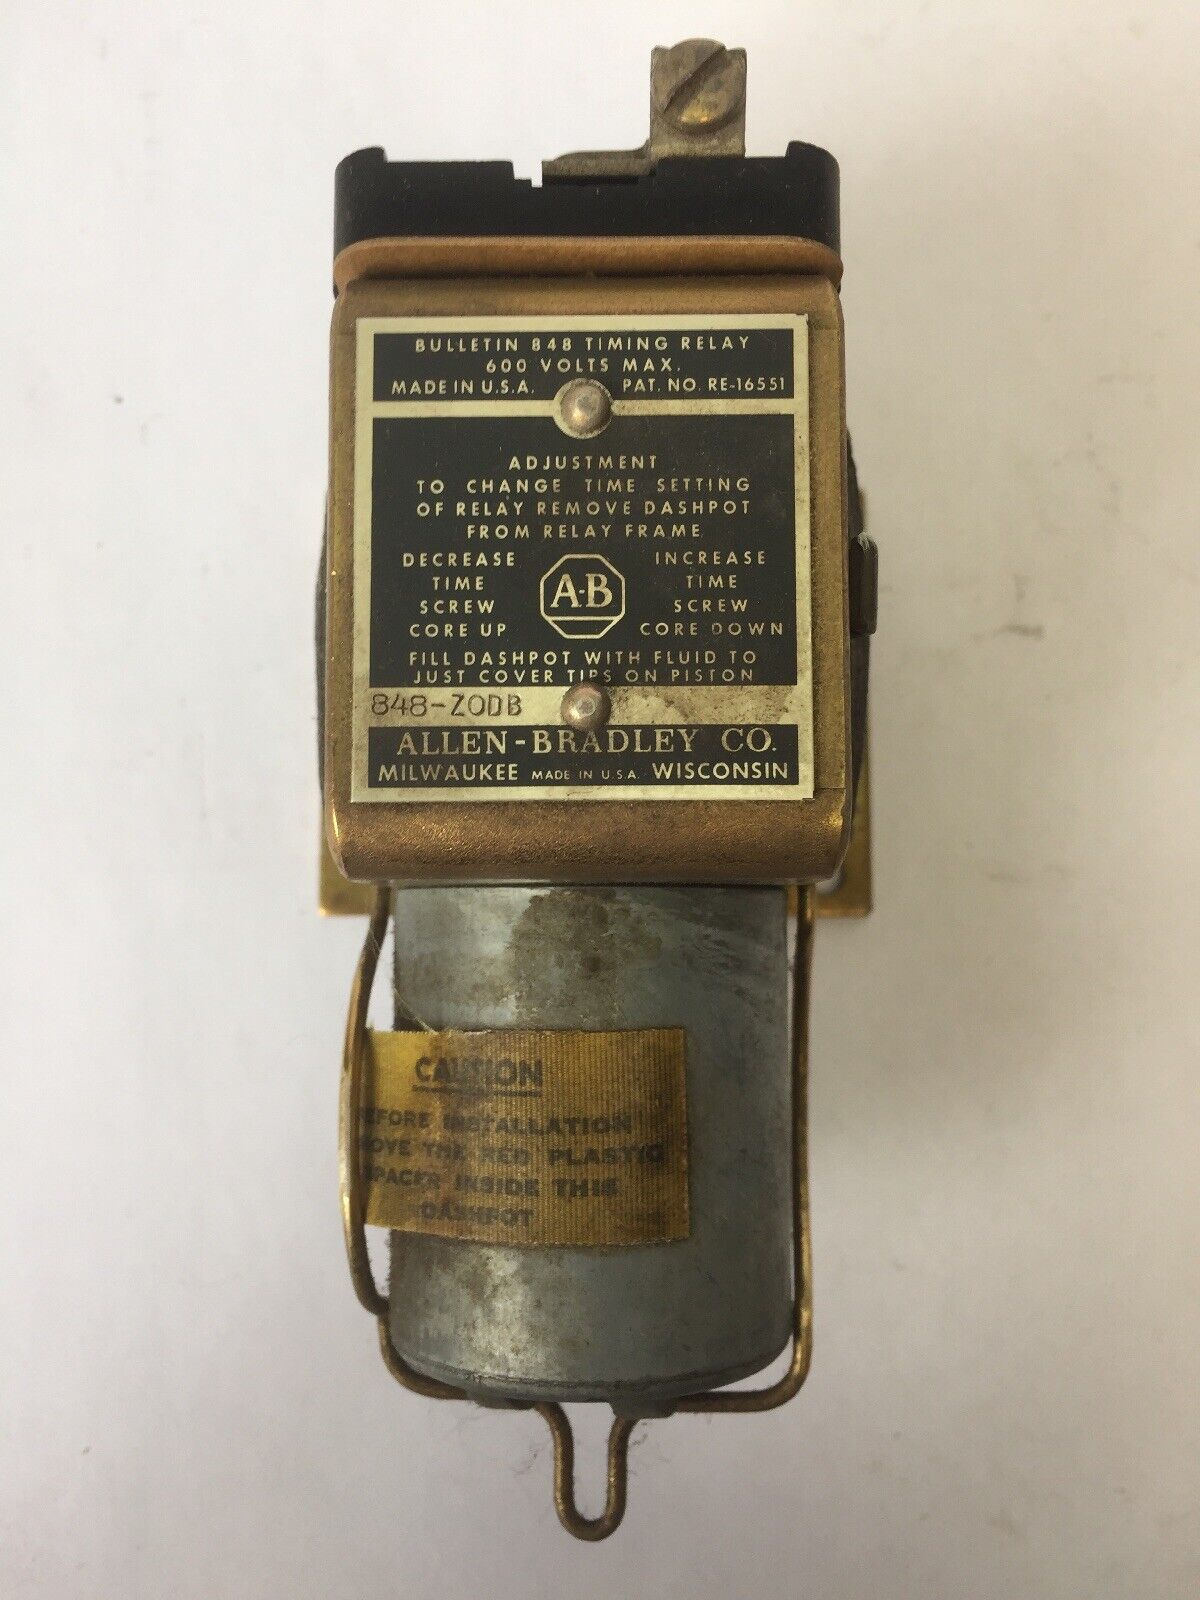 BULLETIN 848 TIMING RELAY
600 VOLTS MAX.
MADE IN U.S.A. PAT. NO. RE-16551
ADJUSTMENT
TO CHANGE TIME SETTING
OF RELAY REMOVE DASHPOT
FROM RELAY FRAME
DECREASE
TIME
SCREW
CORE UP
A-B
INCREASE
TIME
SCREW
CORE DOWN
FILL DASHPOT WITH FLUID TO
JUST COVER TIPS ON PISTON
848-ZODB
ALLEN-BRADLEY CO.
MILWAUKEE MADE IN U.S.A. WISCONSIN
CAUTION
EFORE INSTALLATION
MOVE THE RED PLASTIC
SPACER INSIDE THIS
DASHPOT